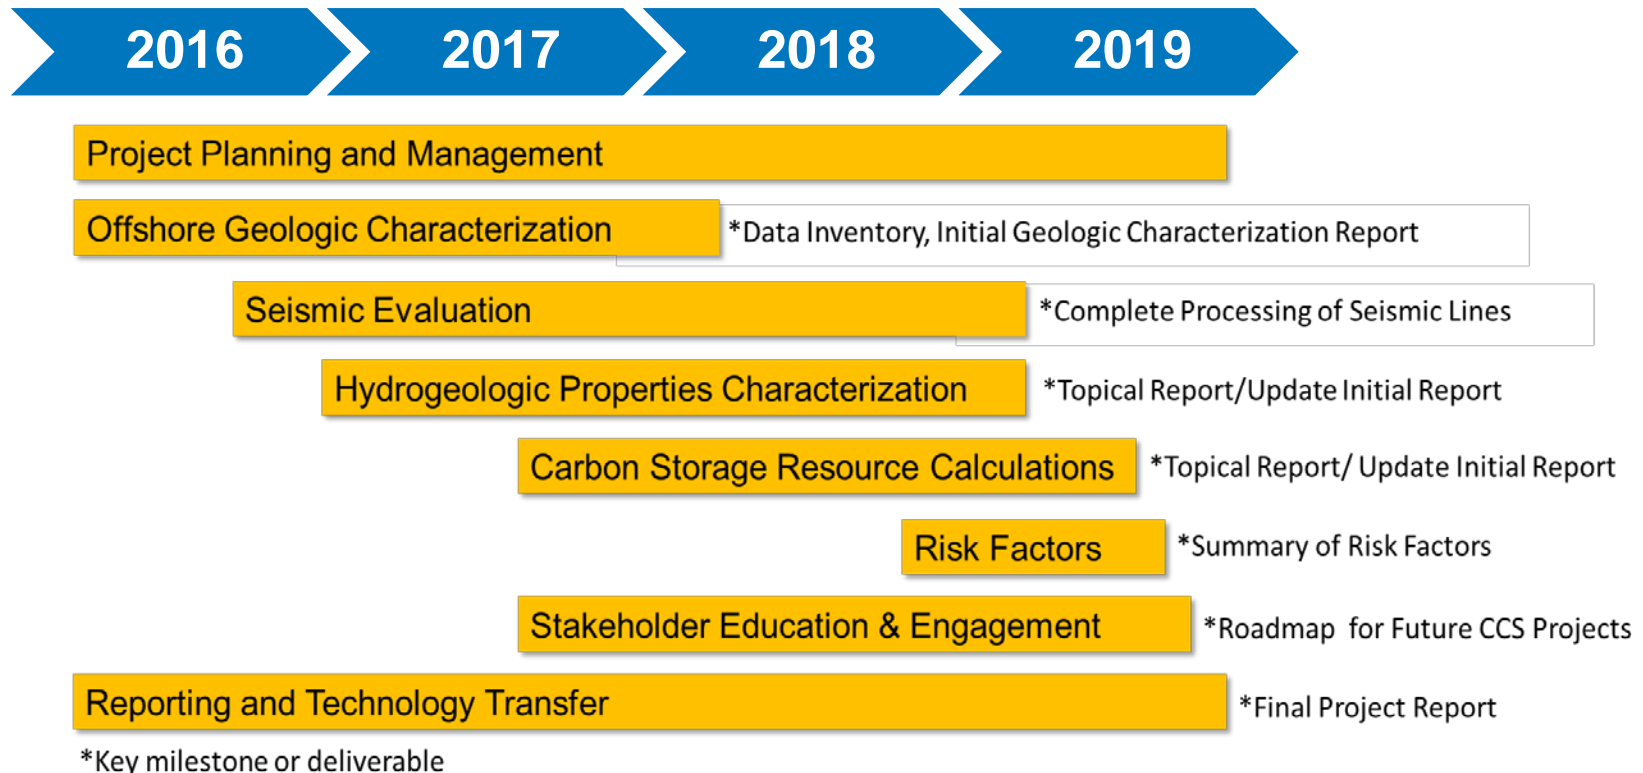 2016 2017 2018 2019
Project Planning and Management
Offshore Geologic Characterization *Data Inventory, Initial Geologic Characterization Report
Seismic Evaluation *Complete Processing of Seismic Lines
Hydrogeologic Properties Characterization *Topical Report/Update Initial Report
Carbon Storage Resource Calculations *Topical Report/ Update Initial Report
Risk Factors *Summary of Risk Factors
Stakeholder Education & Engagement *Roadmap for Future CCS Projects
Reporting and Technology Transfer *Final Project Report
*Key milestone or deliverable